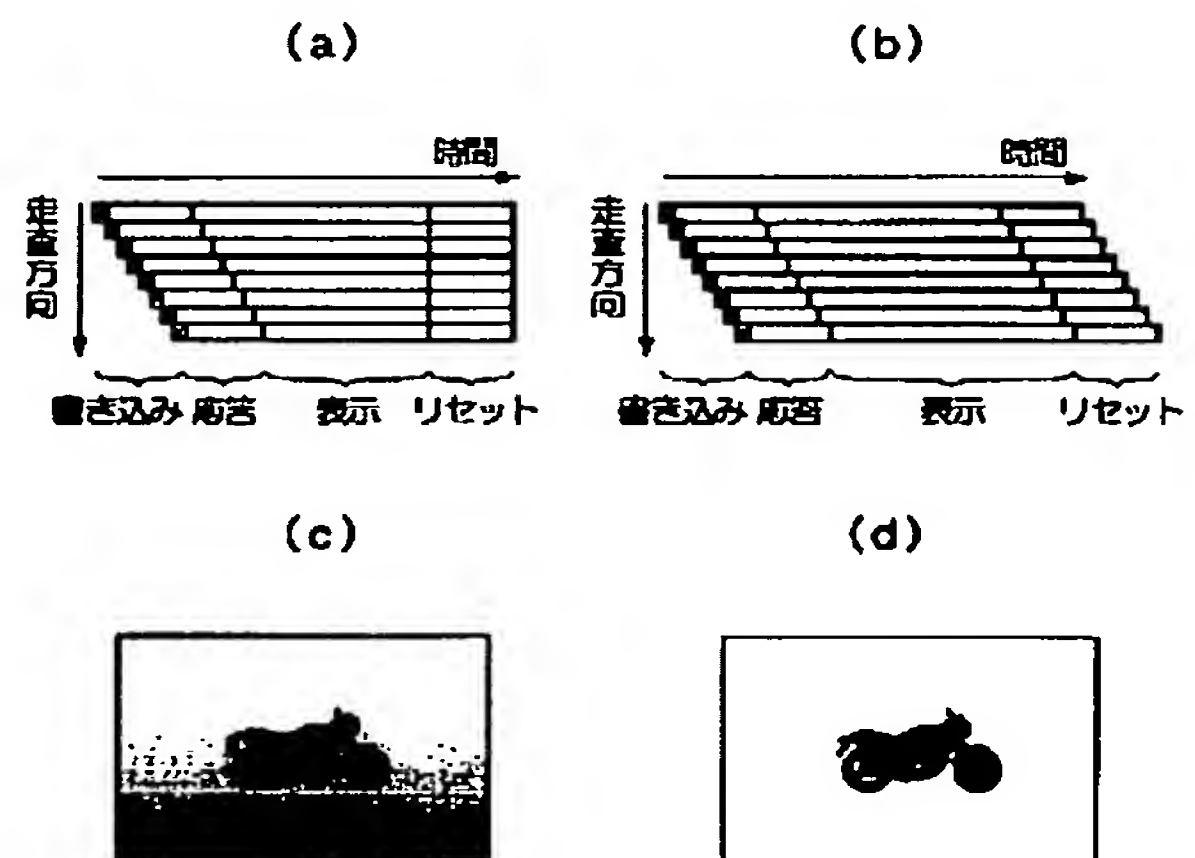 (a)
(b)
時間
時間
走査方向
走査方向
書き込み 応答 表示 リセット
書き込み 応答 表示 リセット
(c)
(d)